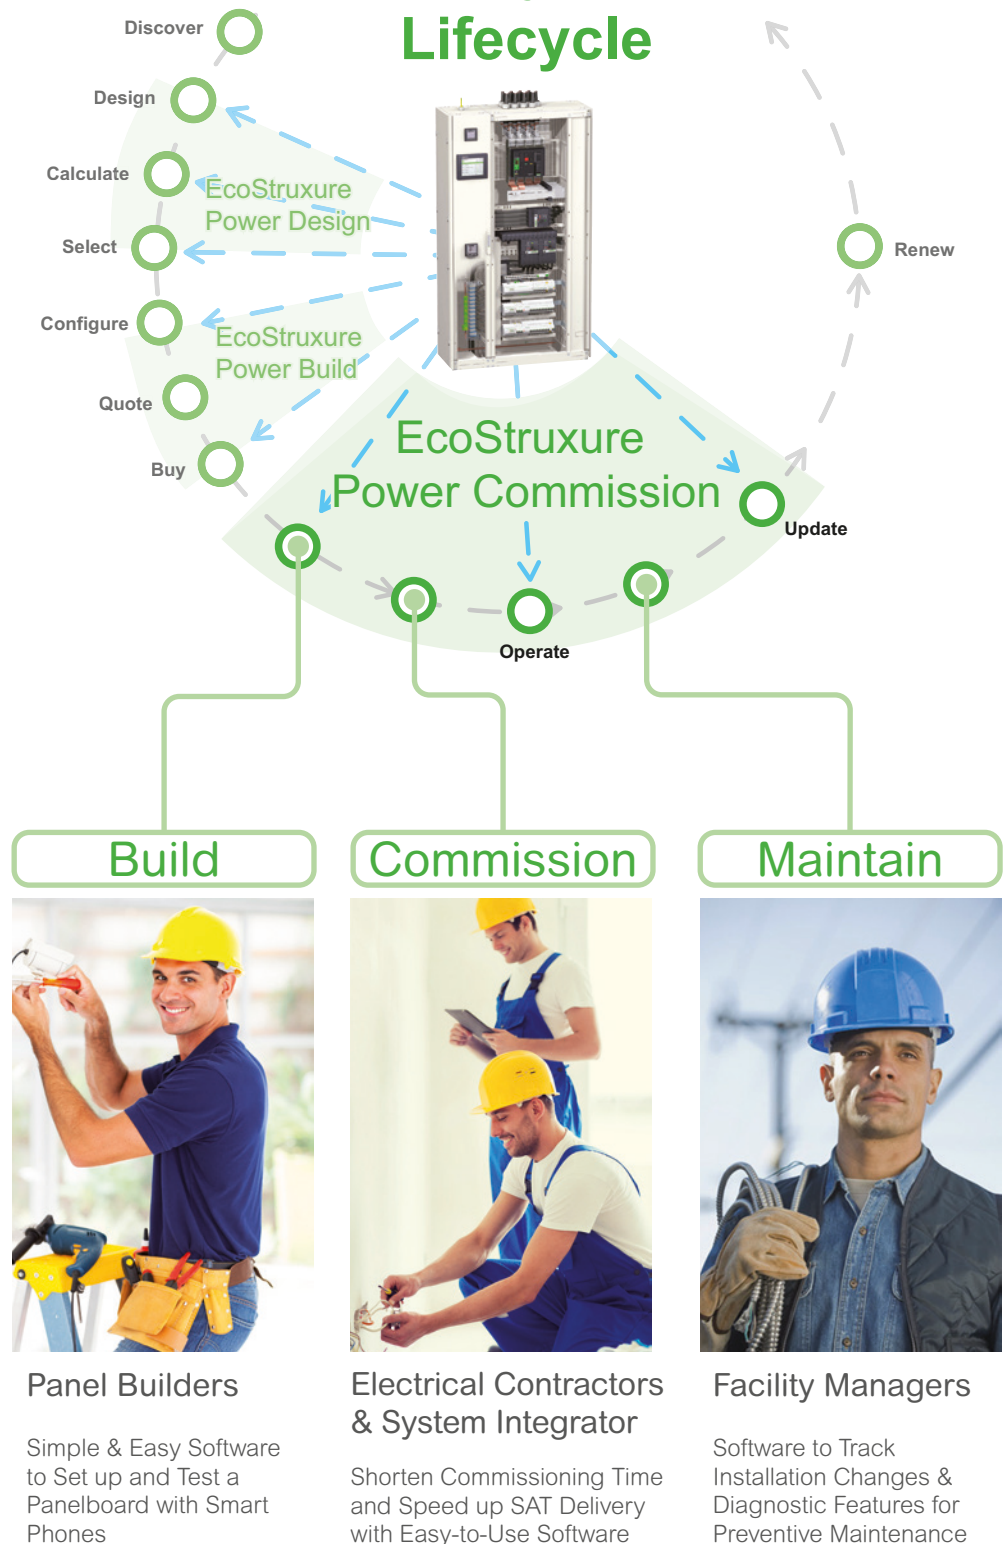 Lifecycle
Discover
Design
Calculate
Select
Configure
Quote
Buy
EcoStruxure
Power Design
EcoStruxure
Power Build
EcoStruxure
Power Commission
Renew
Update
Operate
Build
Commission
Maintain
Panel Builders
Simple & Easy Software
to Set up and Test a
Panelboard with Smart
Phones
Electrical Contractors
& System Integrator
Shorten Commissioning Time
and Speed up SAT Delivery
with Easy-to-Use Software
Facility Managers
Software to Track
Installation Changes &
Diagnostic Features for
Preventive Maintenance